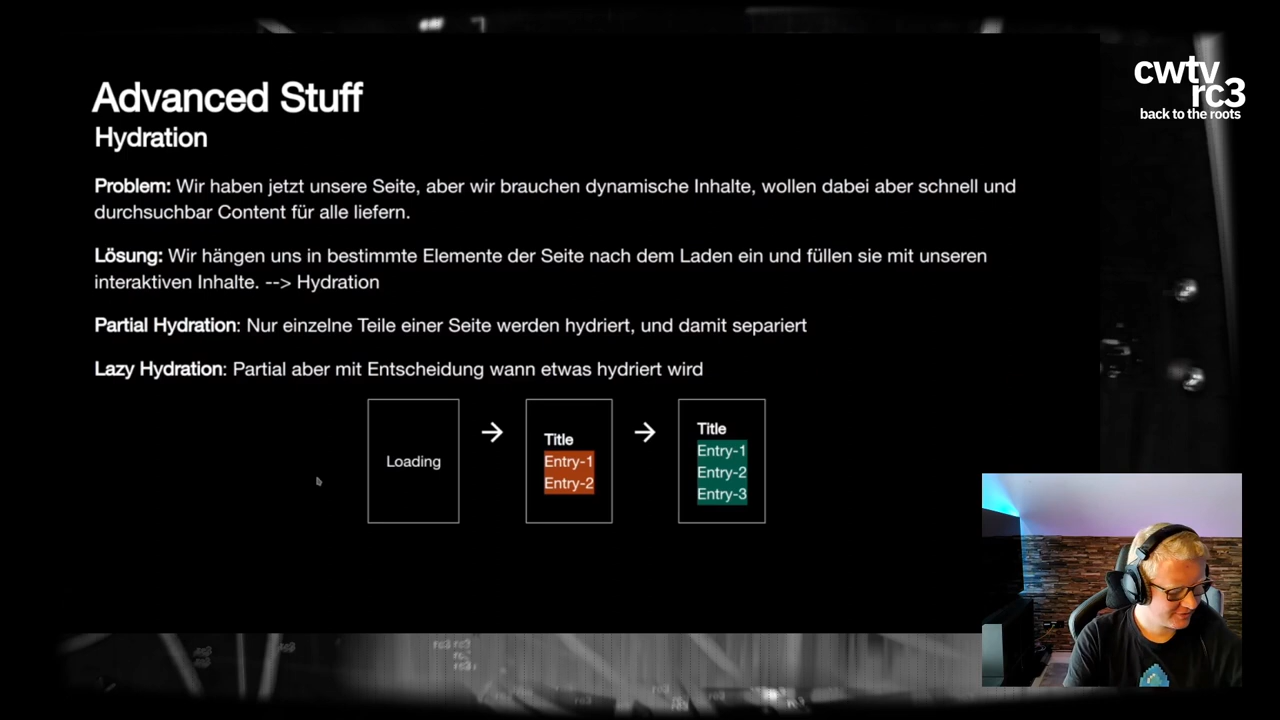 cwtv
rc3
back to the roots
Advanced Stuff
Hydration
Problem: Wir haben jetzt unsere Seite, aber wir brauchen dynamische Inhalte, wollen dabei aber schnell und
durchsuchbar Content für alle liefern.
Lösung: Wir hängen uns in bestimmte Elemente der Seite nach dem Laden ein und füllen sie mit unseren
interaktiven Inhalte. --> Hydration
Partial Hydration: Nur einzelne Teile einer Seite werden hydriert, und damit separiert
Lazy Hydration: Partial aber mit Entscheidung wann etwas hydriert wird
Loading
Title
Entry-1
Entry-2
Title
Entry-1
Entry-2
Entry-3
rc3 rc3
rc3